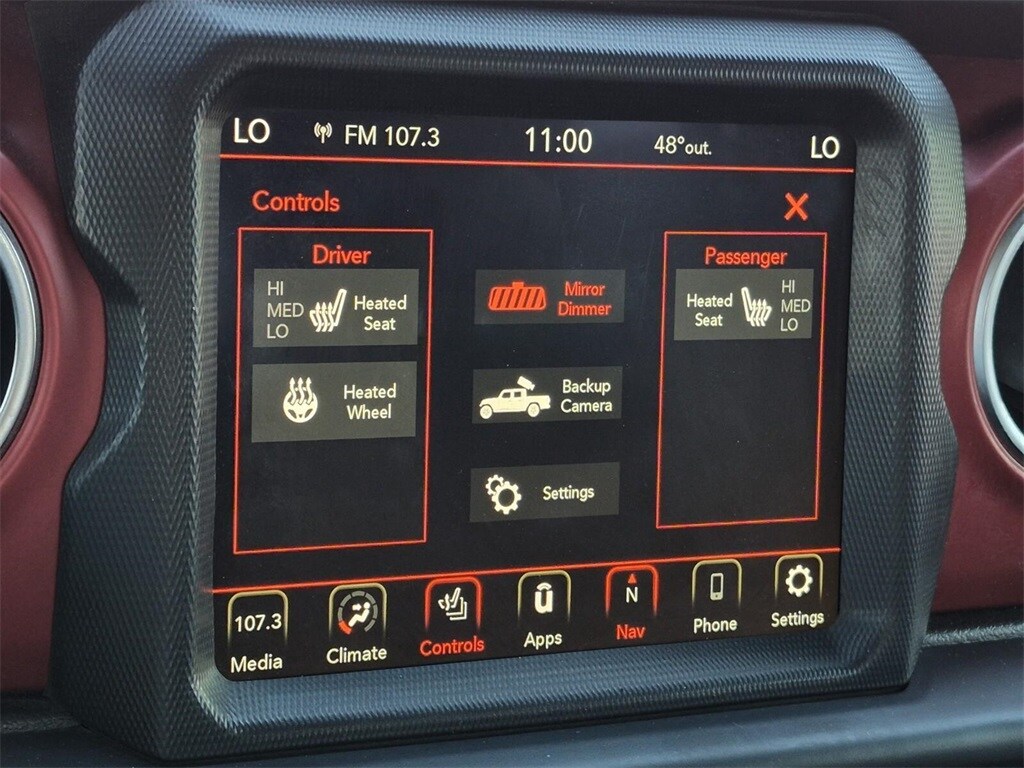 LO FM 107.3 11:00 48°out. LO
Controls X
Driver
HI
MED
LO
Heated
Seat
Heated
Wheel
Mirror
Dimmer
Backup
Camera
Settings
Passenger
Heated
Seat
HI
MED
LO
107.3
Media
Climate
Controls
û
Apps
N
Nav
Phone
Settings